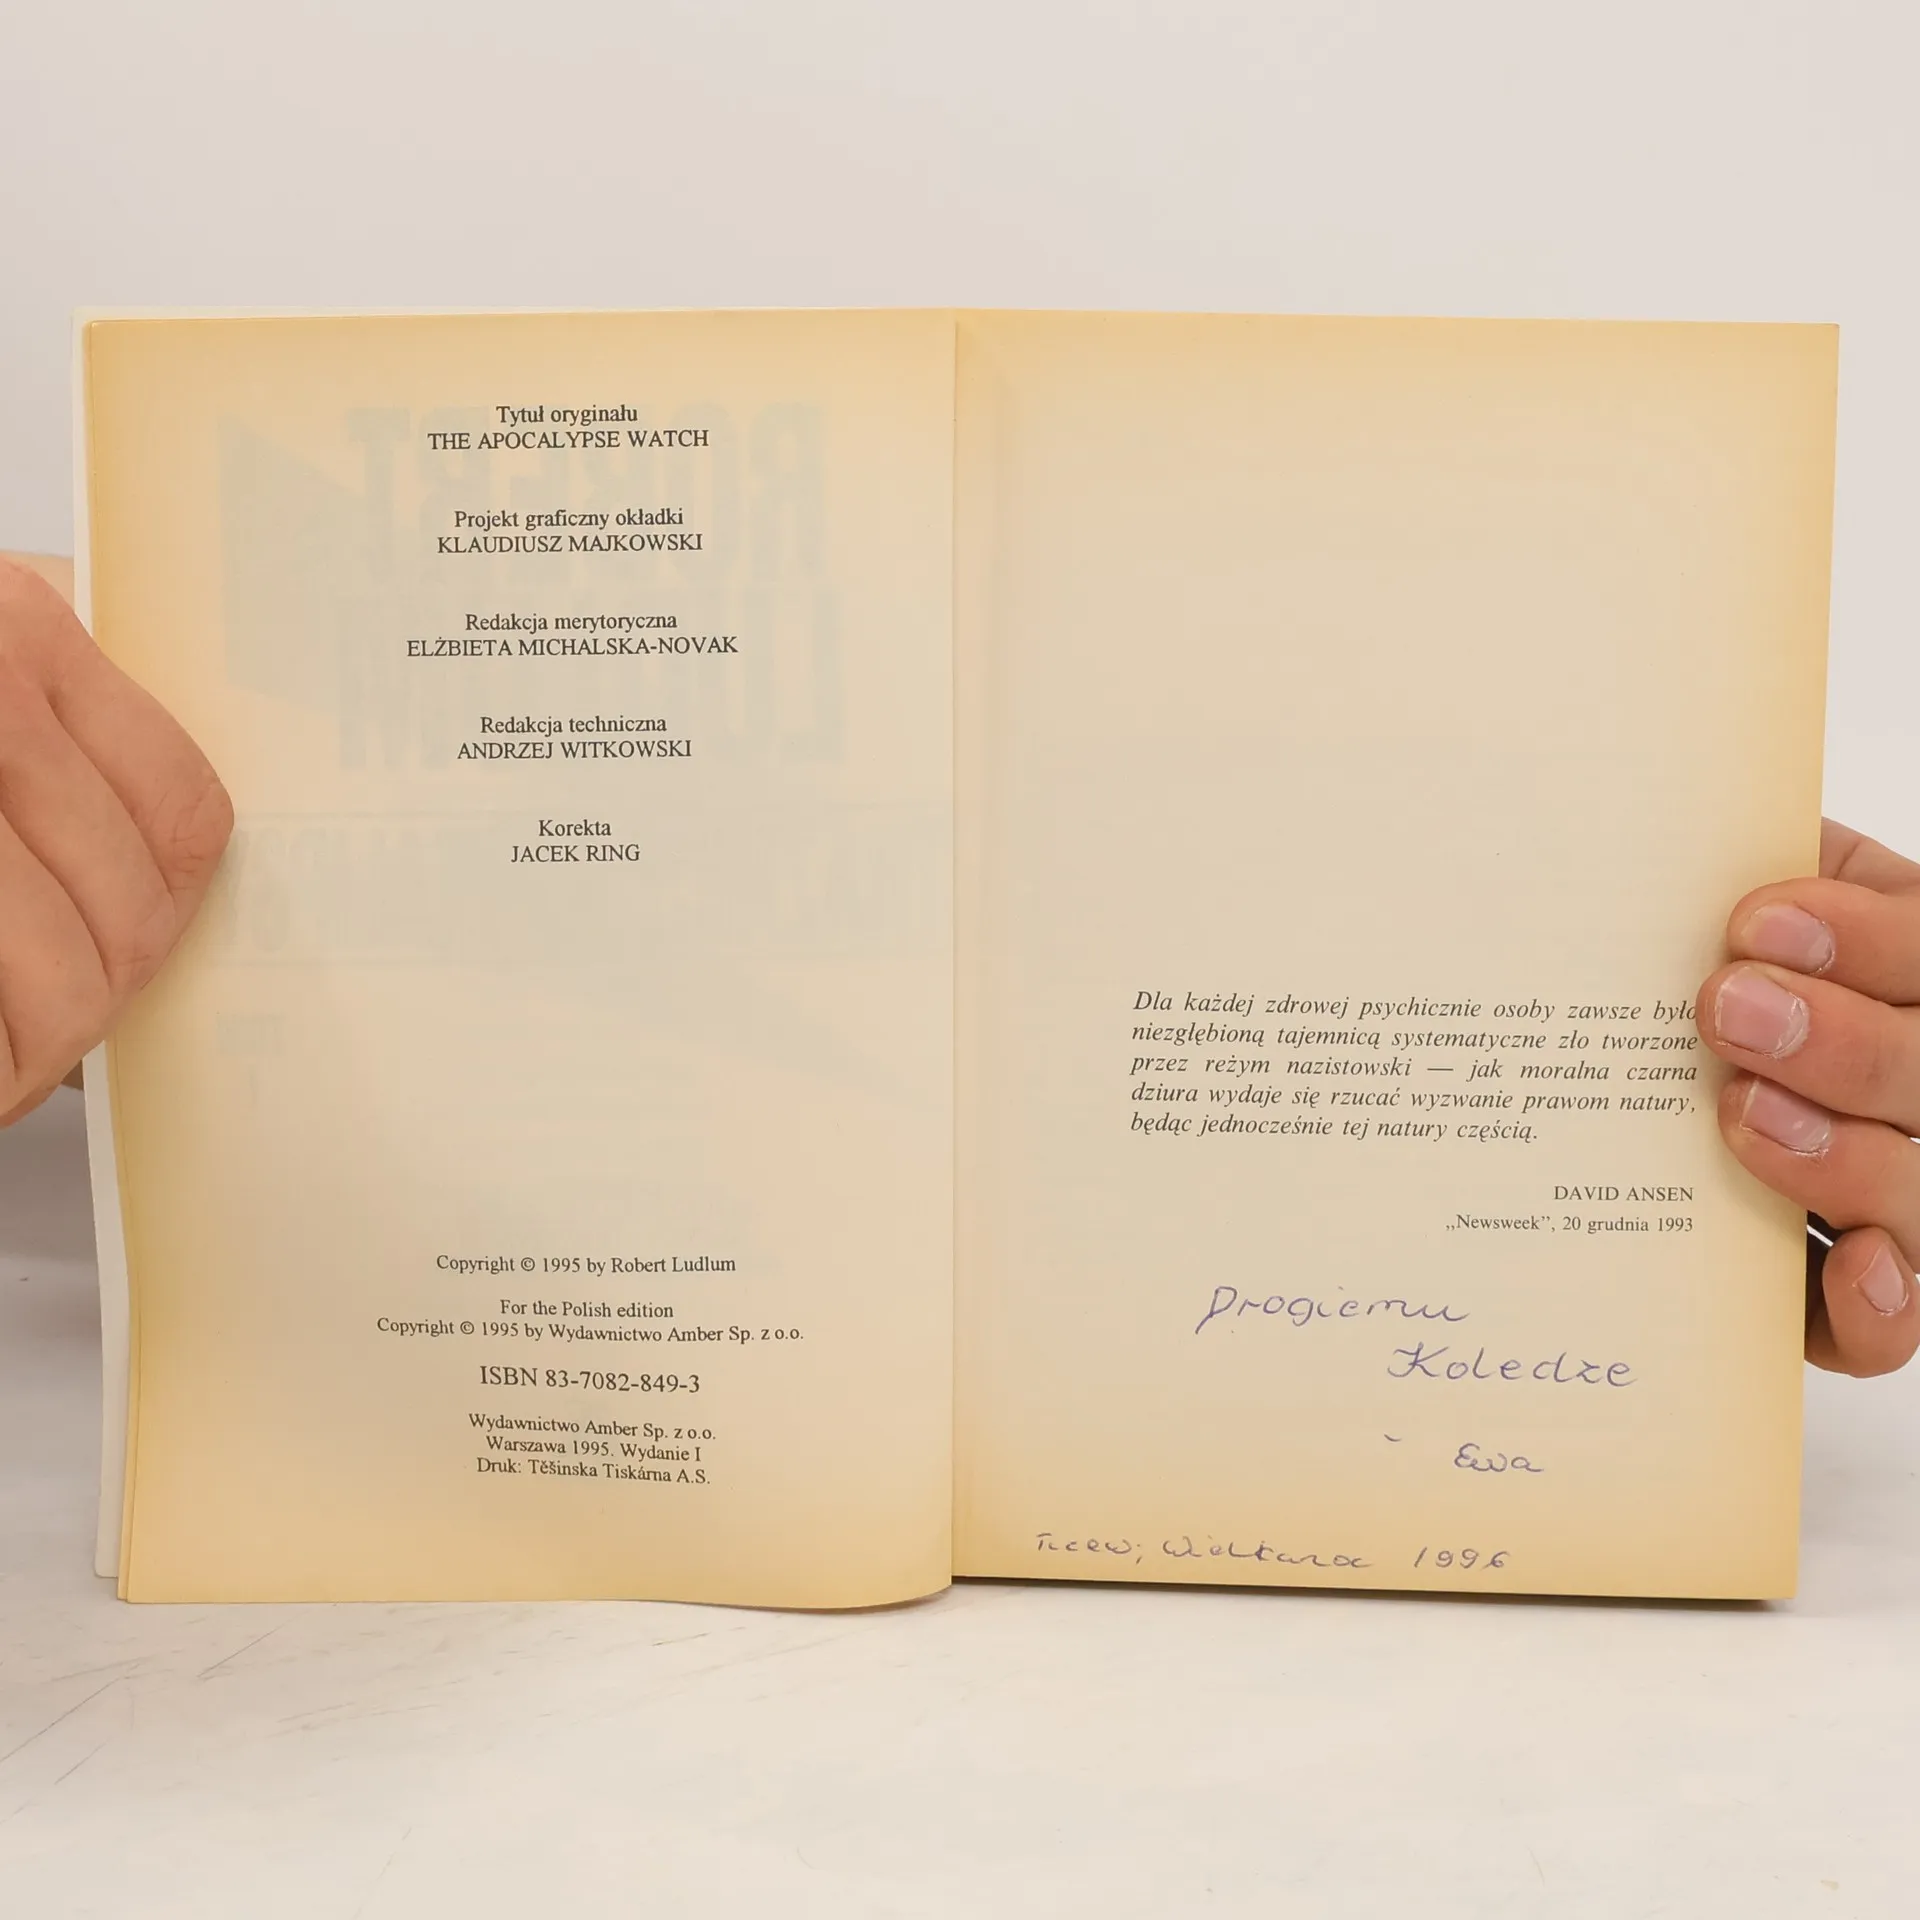 Tytuł oryginału
THE APOCALYPSE WATCH
Projekt graficzny okładki
KLAUDIUSZ MAJKOWSKI
Redakcja merytoryczna
ELŻBIETA MICHALSKA-NOVAK
Redakcja techniczna
ANDRZEJ WITKOWSKI
Korekta
JACEK RING
Copyright © 1995 by Robert Ludlum
For the Polish edition
Copyright © 1995 by Wydawnictwo Amber Sp. z o.o.
ISBN 83-7082-849-3
Wydawnictwo Amber Sp. z o.o.
Warszawa 1995. Wydanie I
Druk: Těšinska Tiskárna A.S.
Dla każdej zdrowej psychicznie osoby zawsze było
niezgłębioną tajemnicą systematyczne zło tworzone
przez reżym nazistowski — jak moralna czarna
dziura wydaje się rzucać wyzwanie prawom natury,
będąc jednocześnie tej natury częścią.
DAVID ANSEN
„Newsweek”, 20 grudnia 1993
Drogiemu
Koledze
- Ewa
1996